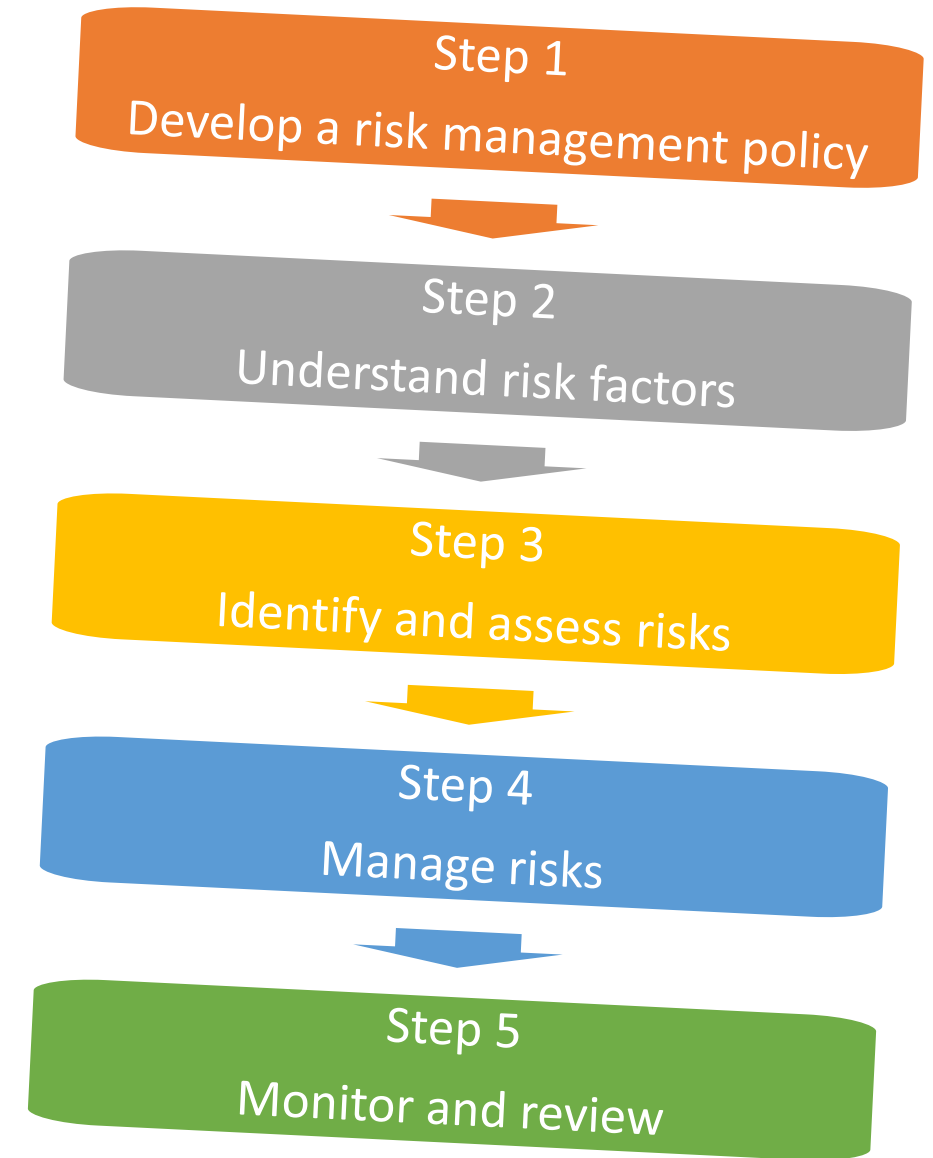 Step 1
Develop a risk management policy
Step 2
Understand risk factors
Step 3
Identify and assess risks
Step 4
Manage risks
Step 5
Monitor and review